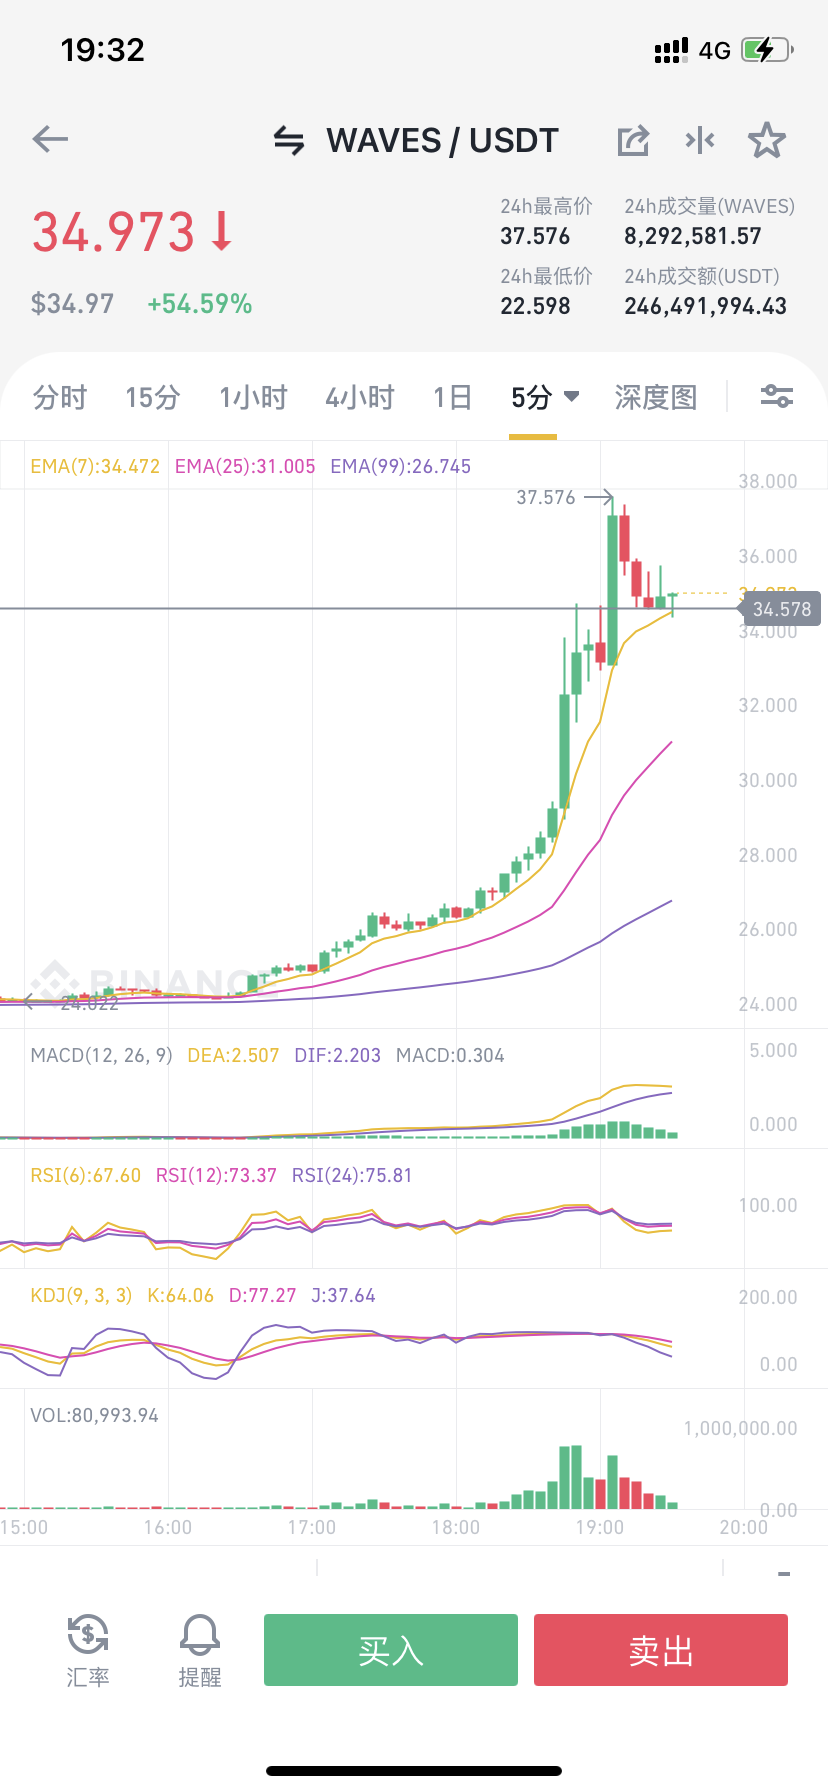 19:32 4G
WAVES / USDT
34.973
24h最高价 24h成交量(WAVES)
37.576 8,292,581.57
24h最低价 24h成交额(USDT)
$34.97 +54.59% 22.598 246,491,994.43
分时 15分 1小时 4小时 1日 5分 深度图
EMA(7):34.472 EMA(25):31.005 EMA(99):26.745
38.000
37.576
36.000
34.973
34.578
34.000
32.000
30.000
28.000
26.000
BINANCE
24.022 24.000
MACD(12, 26, 9) DEA:2.507 DIF:2.203 MACD:0.304
5.000
0.000
RSI(6):67.60 RSI(12):73.37 RSI(24):75.81
100.00
KDJ(9, 3, 3) K:64.06 D:77.27 J:37.64
200.00
0.00
VOL:80,993.94
1,000,000.00
0.00
15:00 16:00 17:00 18:00 19:00 20:00
汇率 提醒 买入 卖出